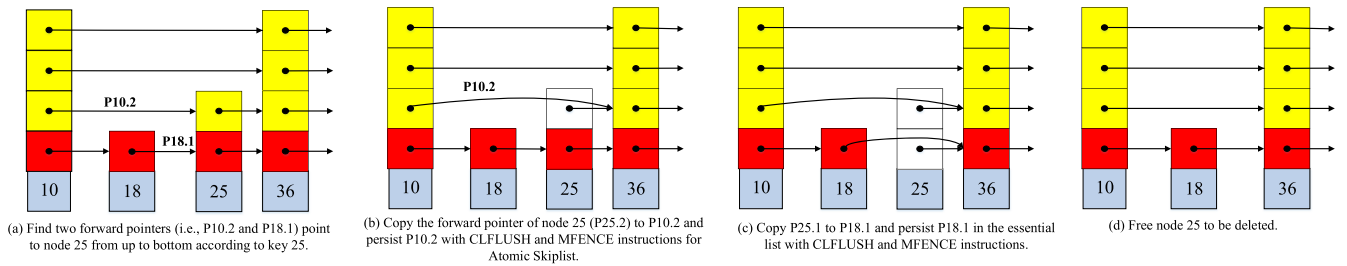 P10.2
P18.1
10 18 25 36
(a) Find two forward pointers (i.e., P10.2 and P18.1) point
to node 25 from up to bottom according to key 25.
P10.2
10 18 25 36
(b) Copy the forward pointer of node 25 (P25.2) to P10.2 and
persist P10.2 with CLFLUSH and MFENCE instructions for
Atomic Skiplist.
10 18 25 36
(c) Copy P25.1 to P18.1 and persist P18.1 in the essential
list with CLFLUSH and MFENCE instructions.
10 18 36
(d) Free node 25 to be deleted.